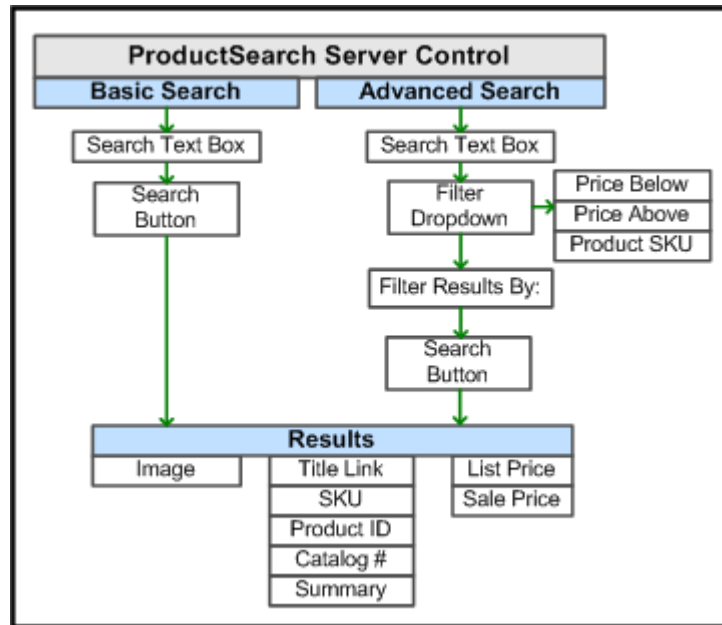 ProductSearch Server Control
Basic Search
Advanced Search
Search Text Box
Search
Button
Search Text Box
Filter
Dropdown
Price Below
Price Above
Product SKU
Filter Results By:
Search
Button
Results
Image
Title Link
SKU
Product ID
Catalog #
Summary
List Price
Sale Price